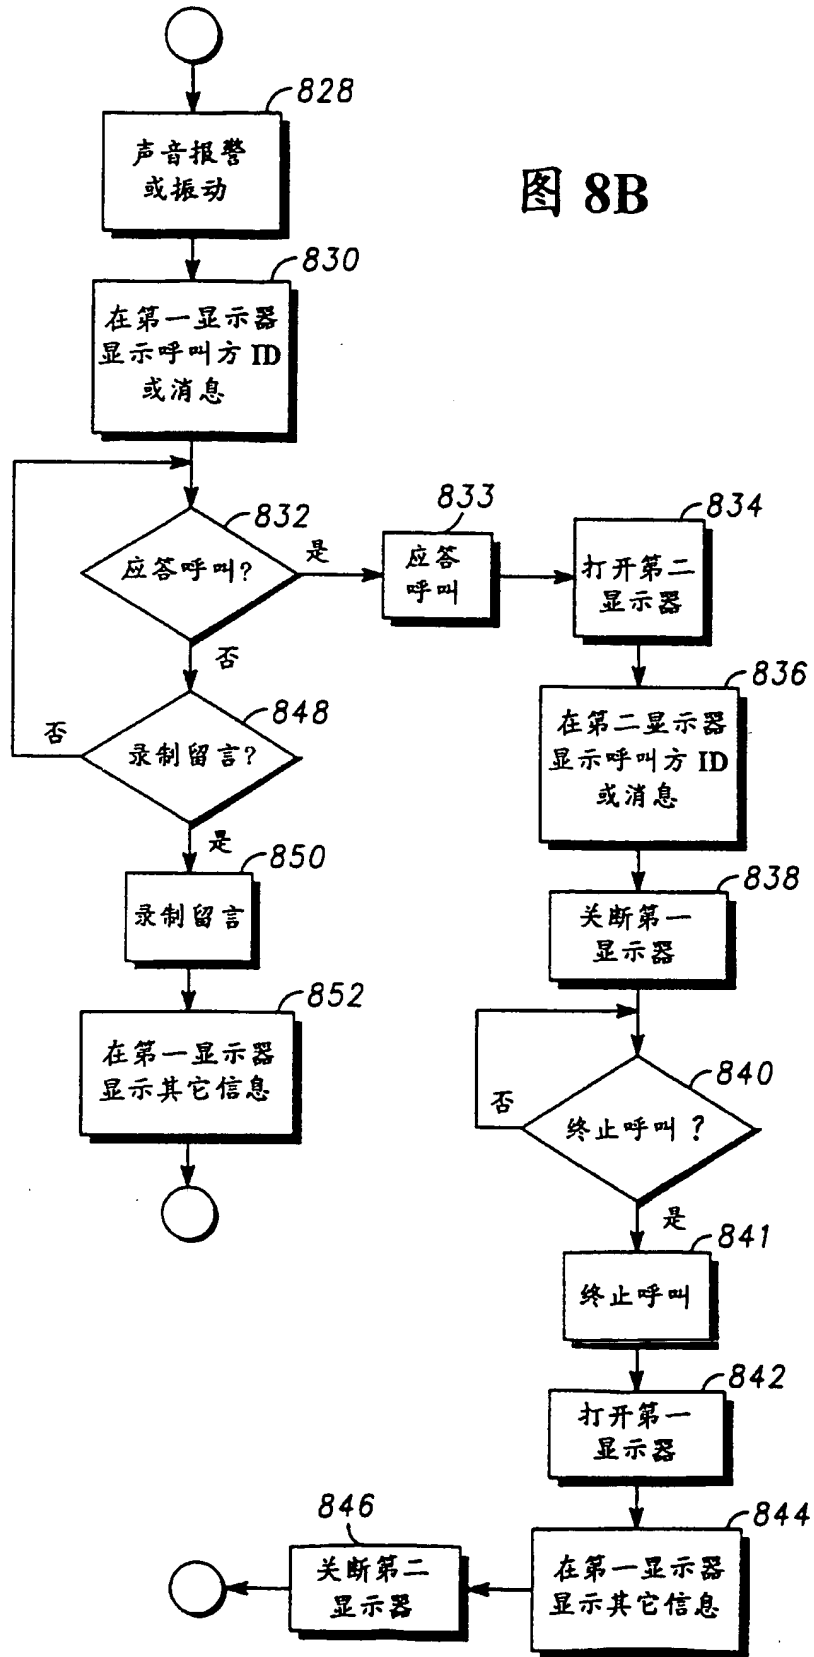 828
声音报警
或振动
图 8B
830
在第一显示器
显示呼叫方 ID
或消息
832
应答呼叫?
是
833
应答
呼叫
834
打开第二
显示器
否
848
录制留言?
否
是
836
在第二显示器
显示呼叫方 ID
或消息
850
录制留言
838
关断第一
显示器
852
在第一显示器
显示其它信息
840
终止呼叫?
否
是
841
终止呼叫
842
打开第一
显示器
844
在第一显示器
显示其它信息
846
关断第二
显示器